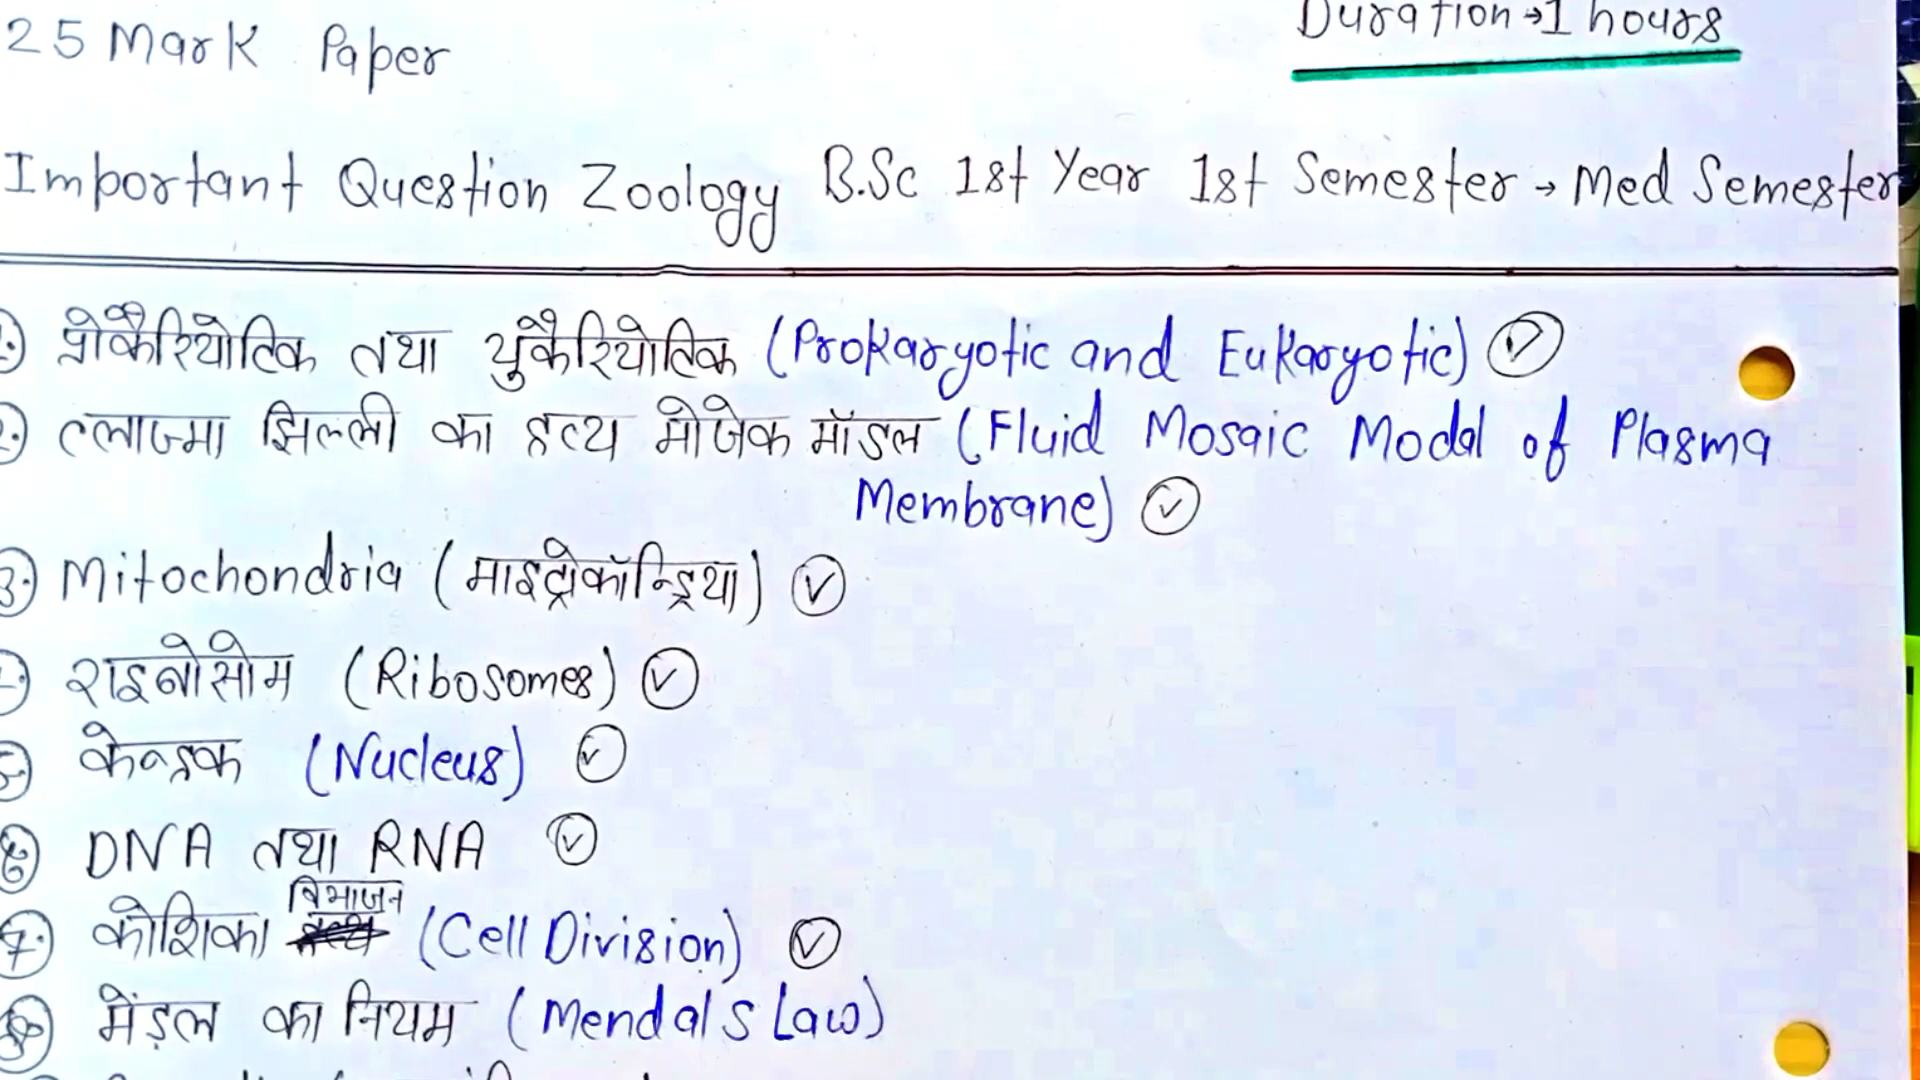 25 Mark Paper
Duration → 1 hours
Important Question Zoology B.Sc 1st Year 1st Semester → Med Semester
1. प्रोकैरियोटिक तथा युकैरियोटिक (Prokaryotic and Eukaryotic)
2. प्लाज्मा झिल्ली का द्रव्य मोजेक मॉडल (Fluid Mosaic Modal of Plasma
Membrane)
3. Mitochondria (माइट्रोकॉन्ड्रिया)
4. राइबोसोम (Ribosomes)
5. केन्द्रक (Nucleus)
6. DNA तथा RNA
विभाजन
7. कोशिका (Cell Division)
8. मेंडल का नियम (Mendal's Law)